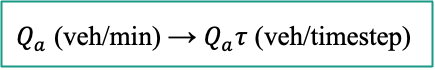 Qₐ (veh/min) → Qₐτ (veh/timestep)